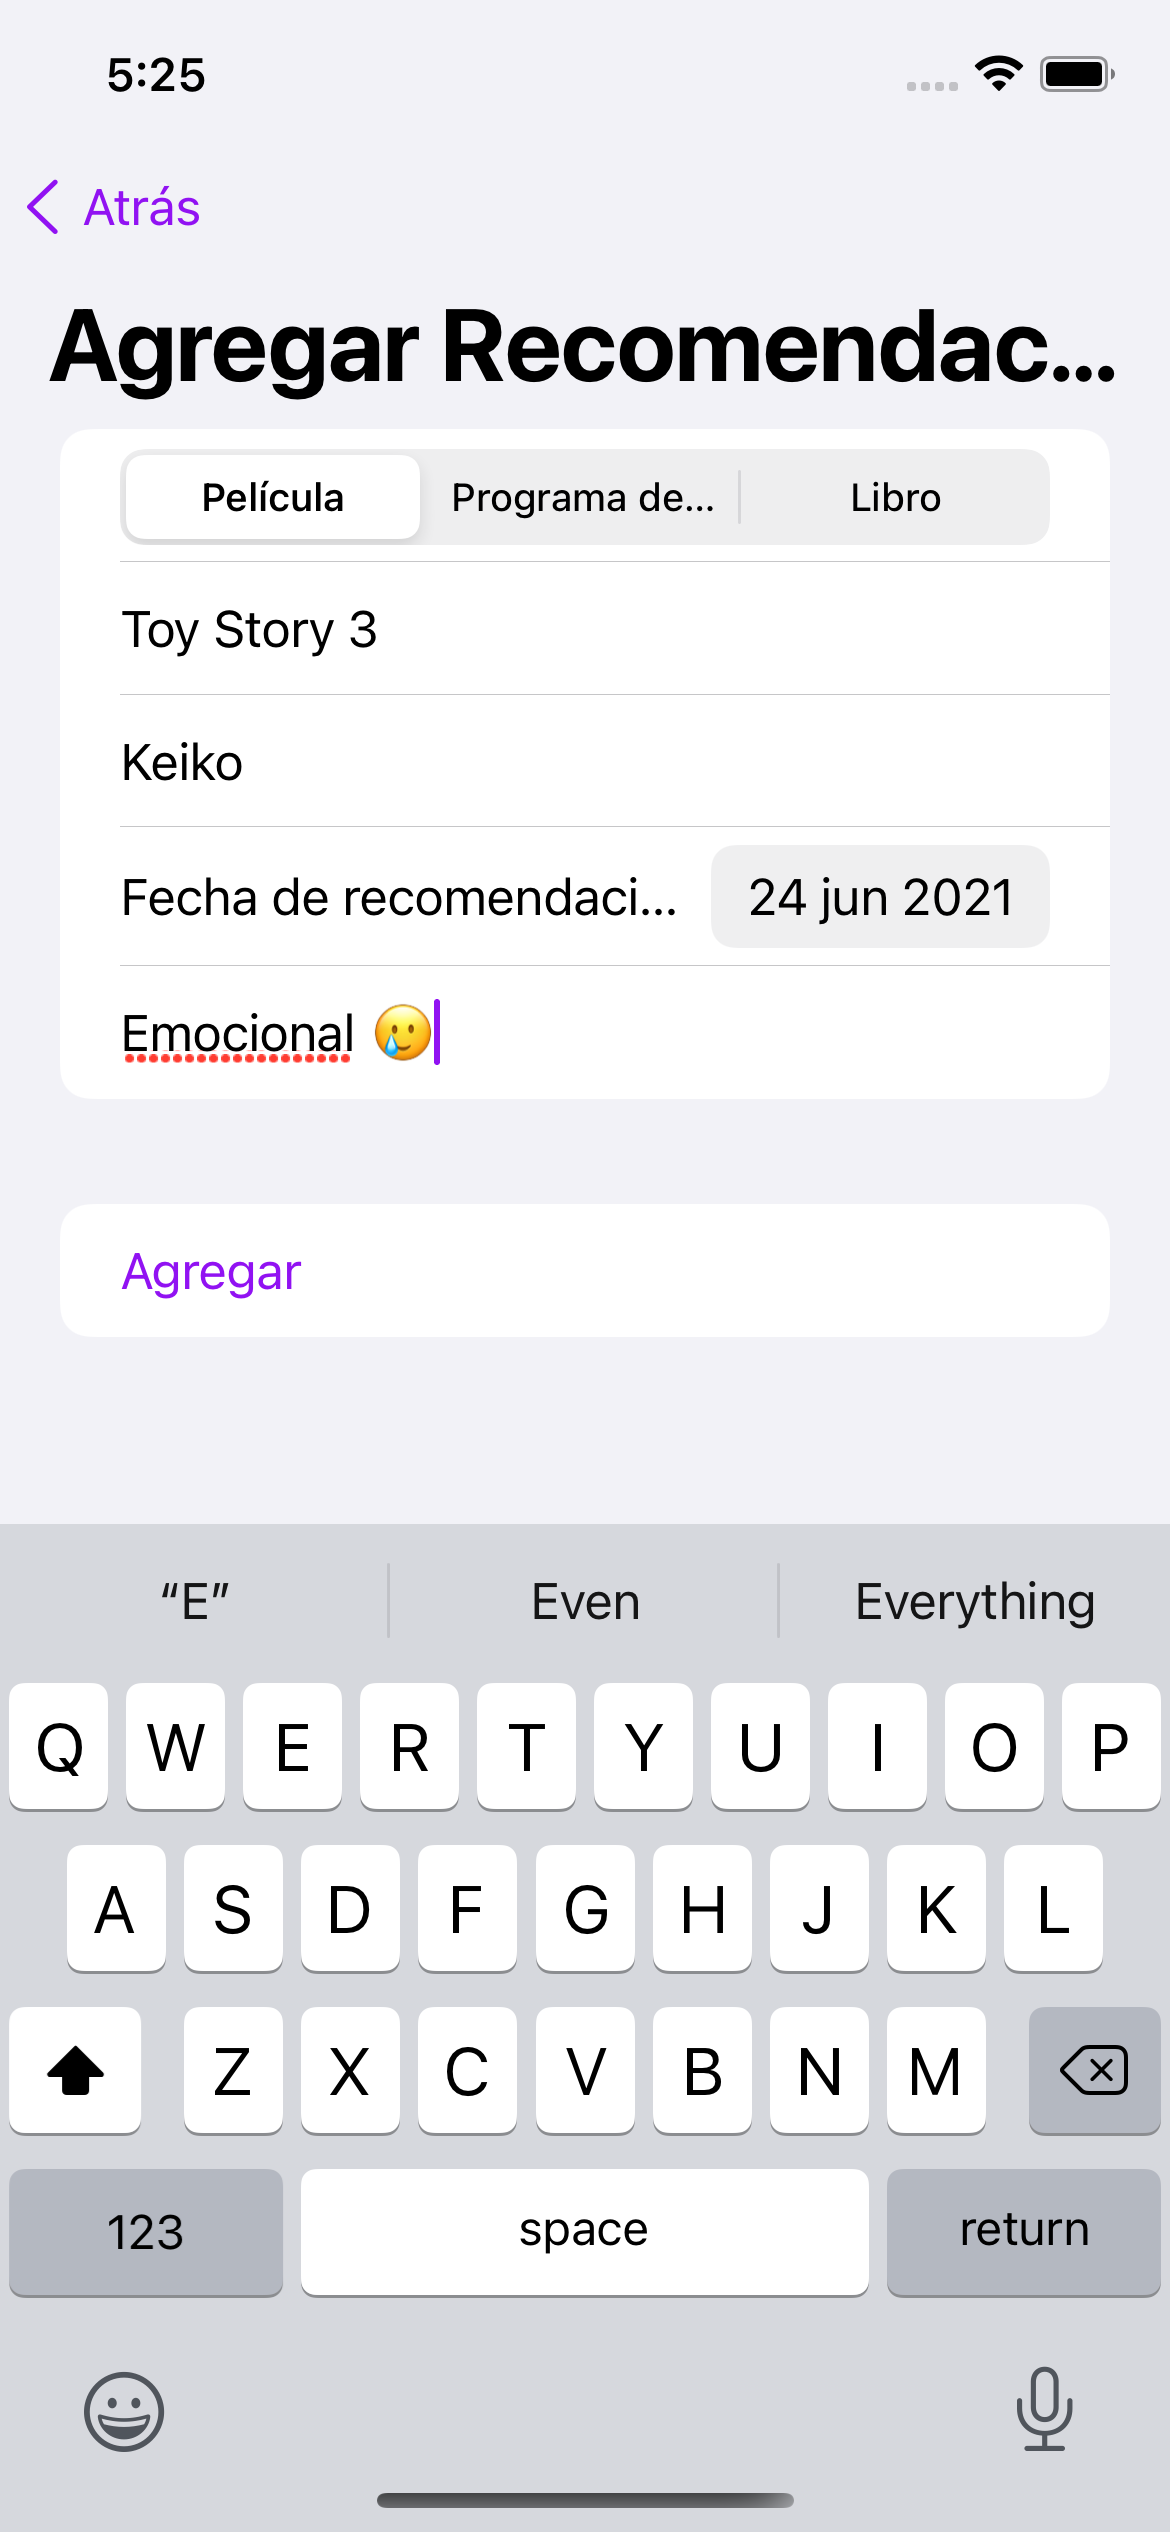 5:25
Atrás
Agregar Recomendac...
Película Programa de... Libro
Toy Story 3
Keiko
Fecha de recomendaci... 24 jun 2021
Emocional 🥲
Agregar
“E” Even Everything
Q W E R T Y U I O P
A S D F G H J K L
Z X C V B N M
123 space return